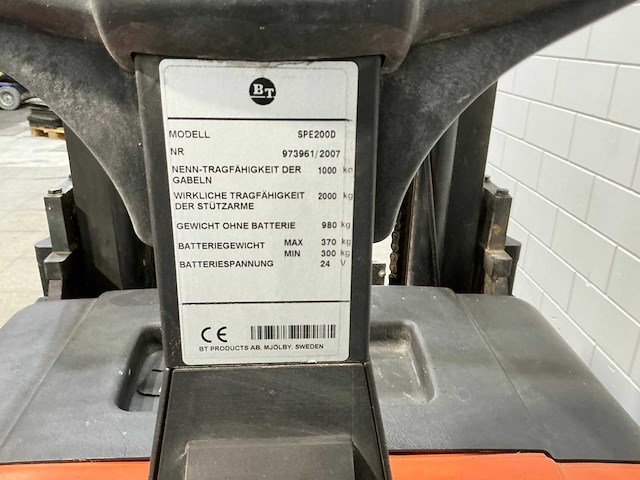 BT
MODELL SPE200D
NR 973961/2007
NENN-TRAGFÄHIGKEIT DER 1000 kg
GABELN
WIRKLICHE TRAGFÄHIGKEIT 2000 kg
DER STÜTZARME
GEWICHT OHNE BATTERIE 980 kg
BATTERIEGEWICHT MAX 370 kg
MIN 300 kg
BATTERIESPANNUNG 24 V
CE
BT PRODUCTS AB, MJÖLBY, SWEDEN